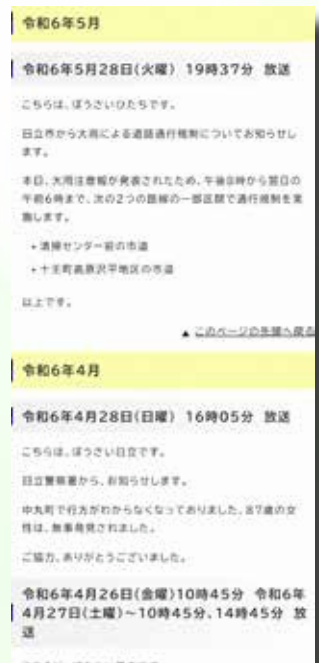 令和6年5月
令和6年5月28日(火曜) 19時37分 放送
こちらは、ぼうさいひたちです。
日立市から大雨による道路通行規制についてお知らせし
ます。
本日、大雨注意報が発表されたため、午後8時から翌日の
午前6時まで、次の2つの路線の一部区間で通行規制を実
施します。
・清掃センター前の市道
・十王町高原沢平地区の市道
以上です。
▲ このページの先頭へ戻る
令和6年4月
令和6年4月28日(日曜) 16時05分 放送
こちらは、ぼうさい日立です。
日立警察署から、お知らせします。
中丸町で行方がわからなくなっておりました、87歳の女
性は、無事発見されました。
ご協力、ありがとうございました。
令和6年4月26日(金曜)10時45分 令和6年
4月27日(土曜)~10時45分、14時45分 放
送